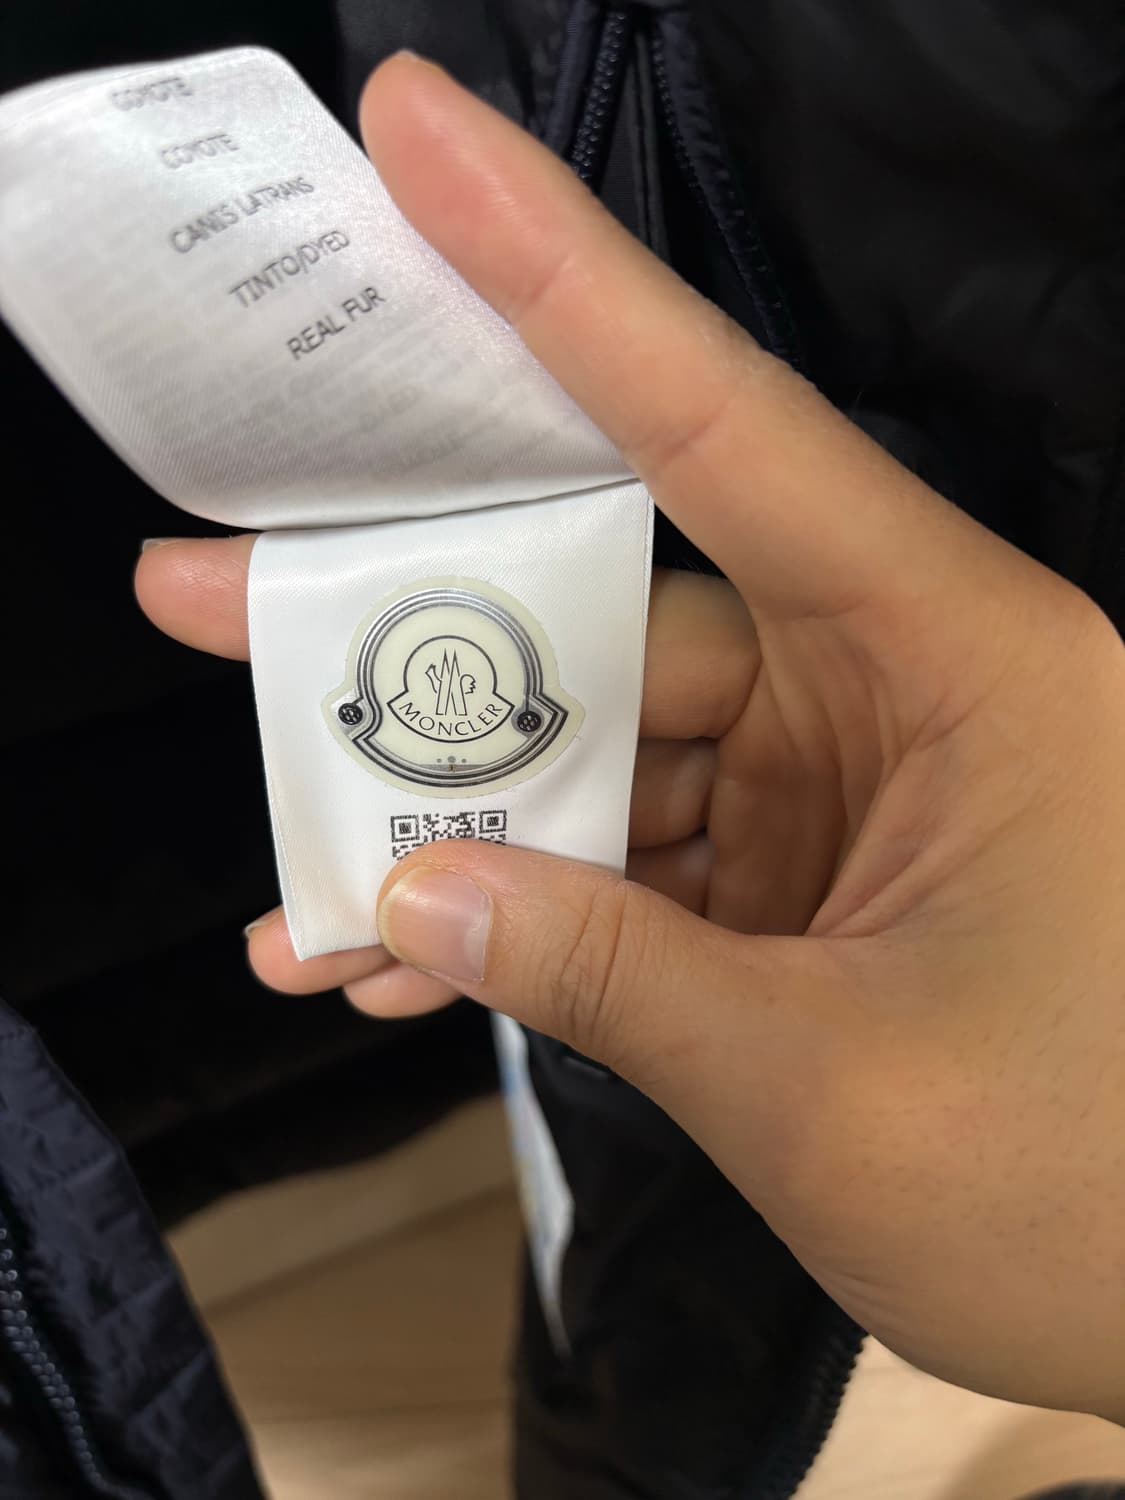 COYOTE
COYOTE
CANIS LATRANS
TINTO/DYED
REAL FUR
MONCLER